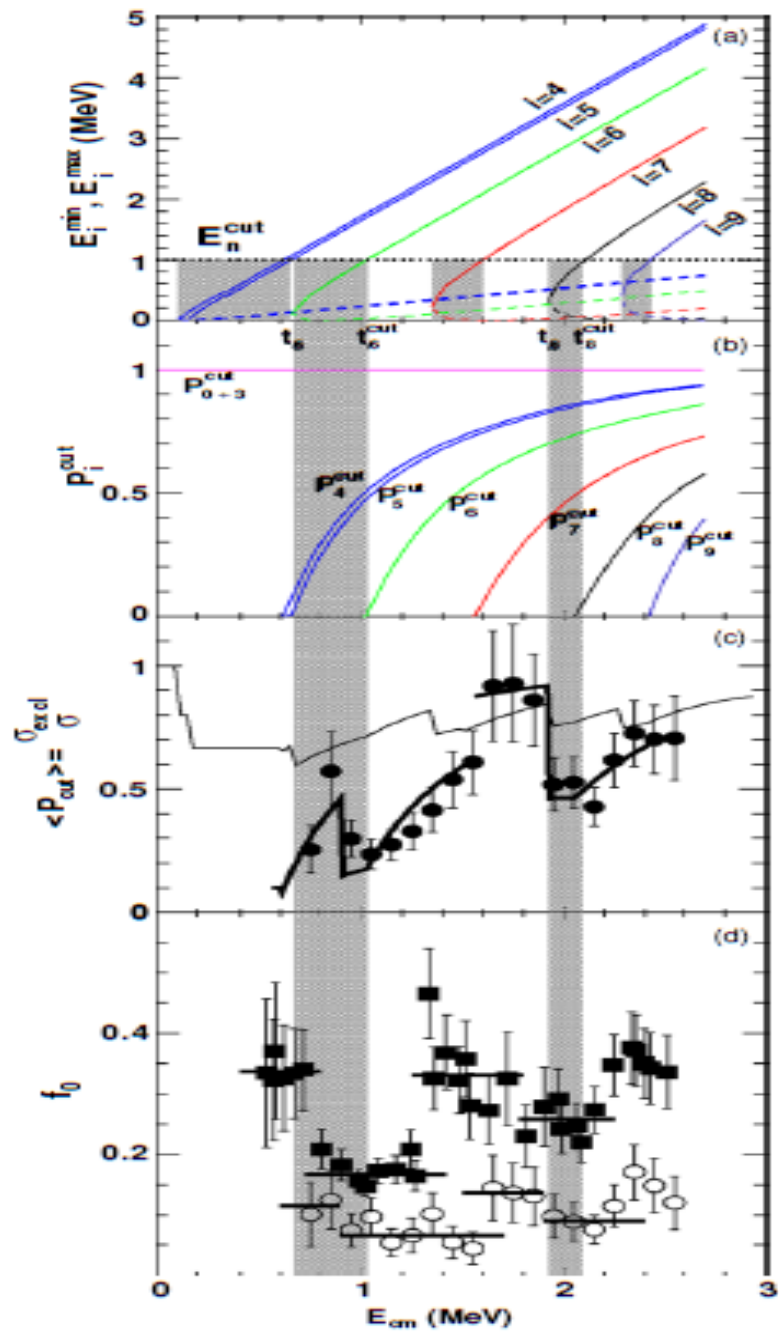 (a)
5
4
3
2
1
0
E_i^min , E_i^max (MeV)
E_n^cut
i=4
i=5
i=6
i=7
i=8
i=9
t_6
t_6^cut
t_8
t_8^cut
(b)
1
0.5
0
P_i^cut
P_0+3^cut
P_4^cut
P_5^cut
P_6^cut
P_7^cut
P_8^cut
P_9^cut
(c)
1
0.5
0
<P_cut>= σ_excl / σ
(d)
0.4
0.2
f_0
0
1
2
3
E_cm (MeV)